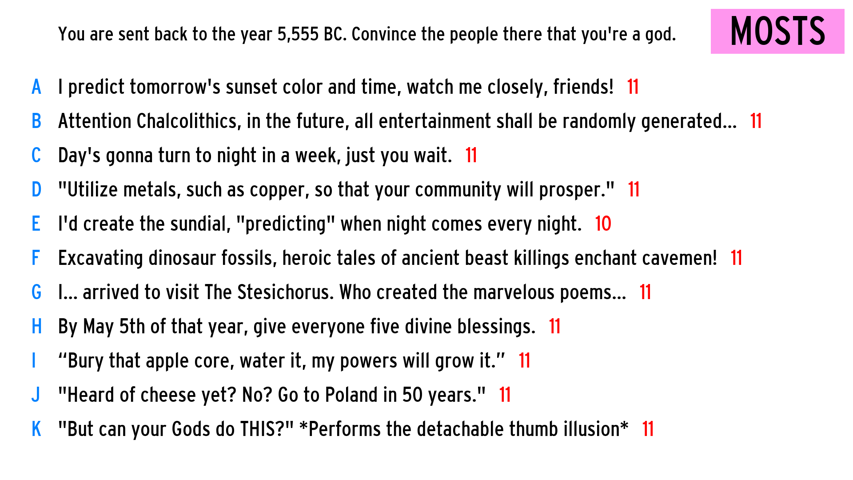 You are sent back to the year 5,555 BC. Convince the people there that you're a god.
MOSTS
A I predict tomorrow's sunset color and time, watch me closely, friends! 11
B Attention Chalcolithics, in the future, all entertainment shall be randomly generated... 11
C Day's gonna turn to night in a week, just you wait. 11
D "Utilize metals, such as copper, so that your community will prosper." 11
E I'd create the sundial, "predicting" when night comes every night. 10
F Excavating dinosaur fossils, heroic tales of ancient beast killings enchant cavemen! 11
G I... arrived to visit The Stesichorus. Who created the marvelous poems... 11
H By May 5th of that year, give everyone five divine blessings. 11
I “Bury that apple core, water it, my powers will grow it.” 11
J "Heard of cheese yet? No? Go to Poland in 50 years." 11
K "But can your Gods do THIS?" *Performs the detachable thumb illusion* 11